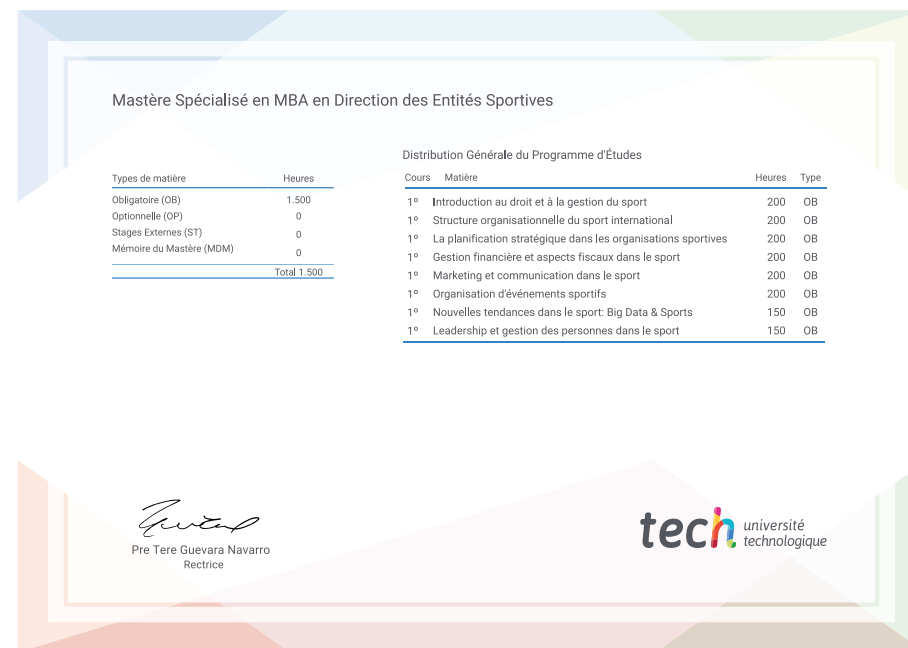 Mastère Spécialisé en MBA en Direction des Entités Sportives
Types de matière Heures
Obligatoire (OB) 1.500
Optionnelle (OP) 0
Stages Externes (ST) 0
Mémoire du Mastère (MDM) 0
Total 1.500
Distribution Générale du Programme d'Études
Cours Matière Heures Type
1º Introduction au droit et à la gestion du sport 200 OB
1º Structure organisationnelle du sport international 200 OB
1º La planification stratégique dans les organisations sportives 200 OB
1º Gestion financière et aspects fiscaux dans le sport 200 OB
1º Marketing et communication dans le sport 200 OB
1º Organisation d'événements sportifs 200 OB
1º Nouvelles tendances dans le sport: Big Data & Sports 150 OB
1º Leadership et gestion des personnes dans le sport 150 OB
Pre Tere Guevara Navarro
Rectrice
tech université
technologique